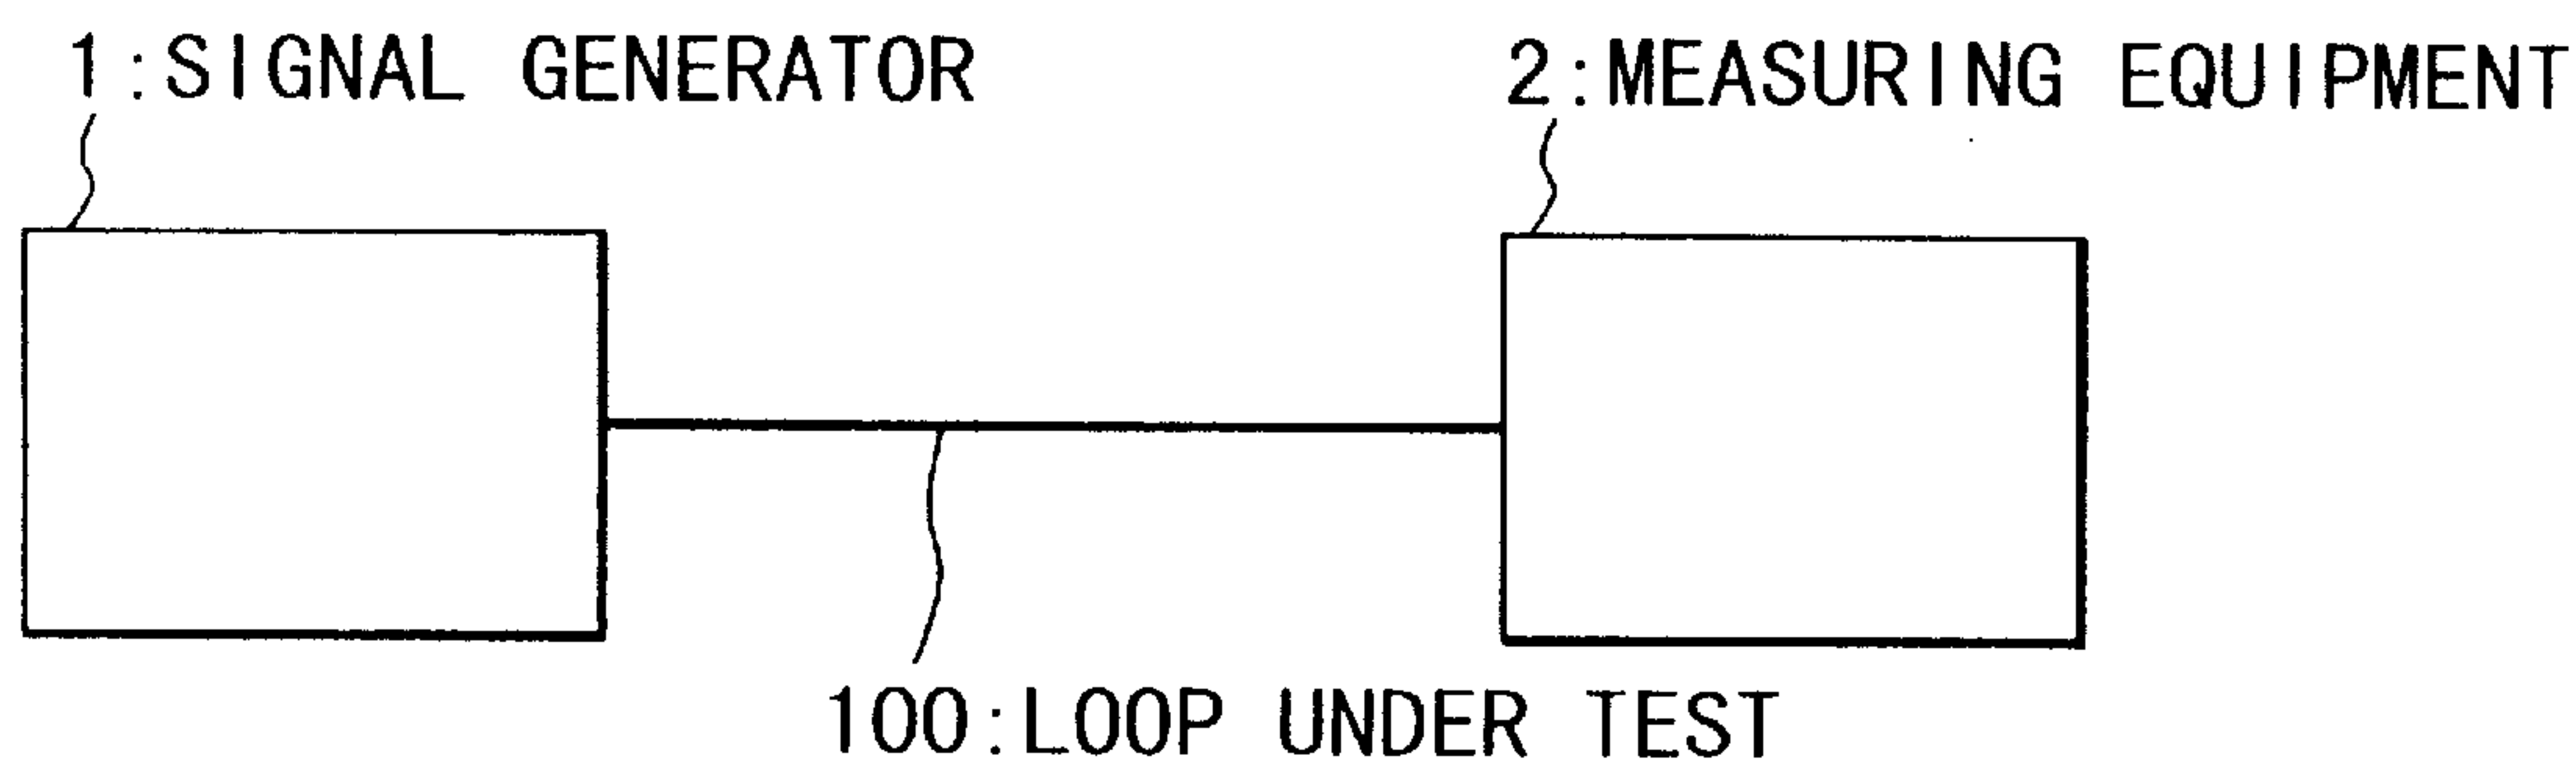 1:SIGNAL GENERATOR
2:MEASURING EQUIPMENT
100:LOOP UNDER TEST